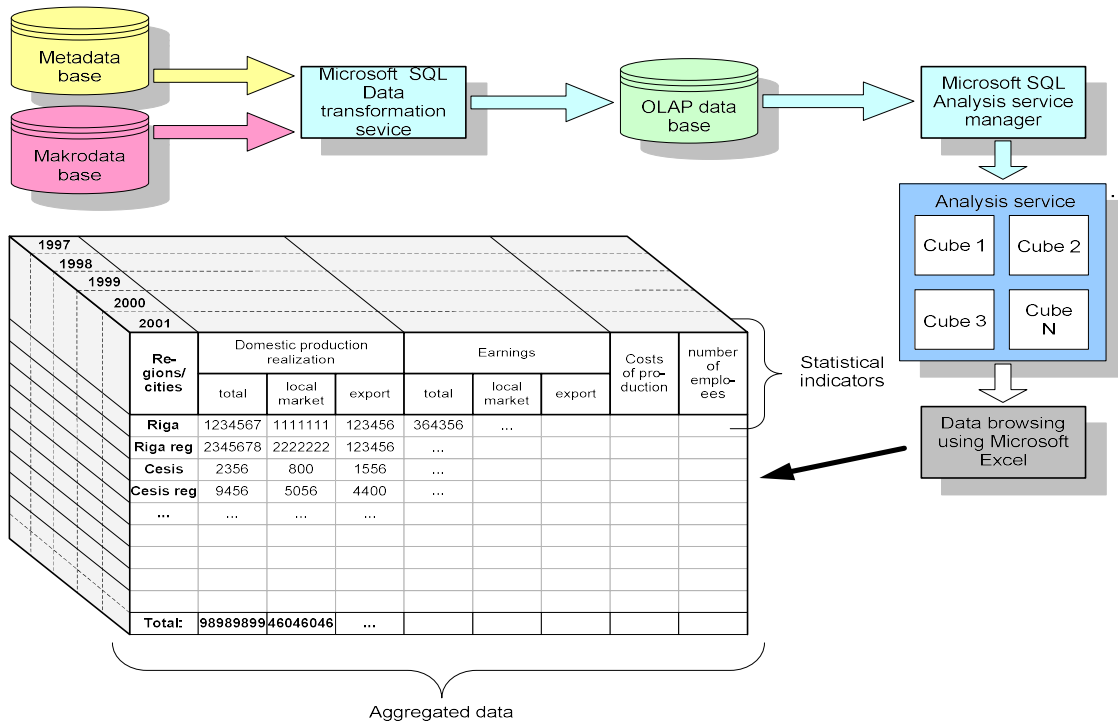 Metadata
base
Makrodata
base
Microsoft SQL
Data
transformation
sevice
OLAP data
base
Microsoft SQL
Analysis service
manager
Analysis service
.
Cube 1
Cube 2
Cube 3
Cube
N
Data browsing
using Microsoft
Excel
Statistical
indicators
1997
1998
1999
2000
2001
Re-
gions/
cities
Domestic production
realization
Earnings
Costs
of pro-
duction
number
of
emplo-
ees
total
local
market
export
total
local
market
export
Riga 1234567 1111111 123456 364356 ...
Riga reg 2345678 2222222 123456 ...
Cesis 2356 800 1556 ...
Cesis reg 9456 5056 4400 ...
... ... ... ...
Total: 98989899 46046046 ...
Aggregated data